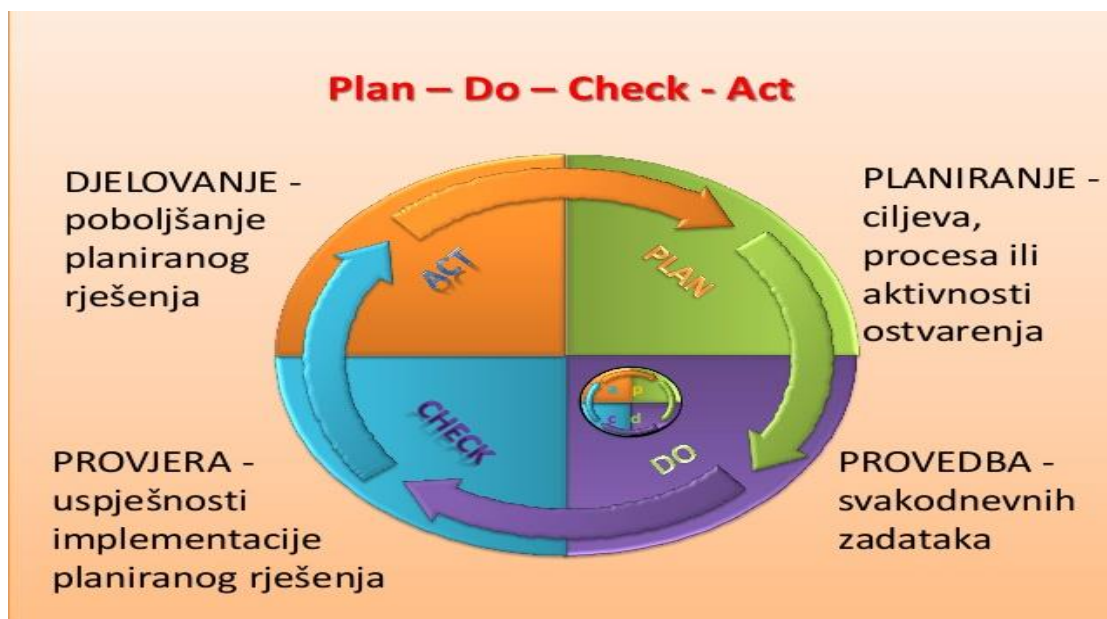 Plan – Do – Check - Act
DJELOVANJE -
poboljšanje
planiranog
rješenja
PLANIRANJE -
ciljeva,
procesa ili
aktivnosti
ostvarenja
ACT
PLAN
CHECK
DO
a p
c d
PROVJERA -
uspješnosti
implementacije
planiranog rješenja
PROVEDBA -
svakodnevnih
zadataka